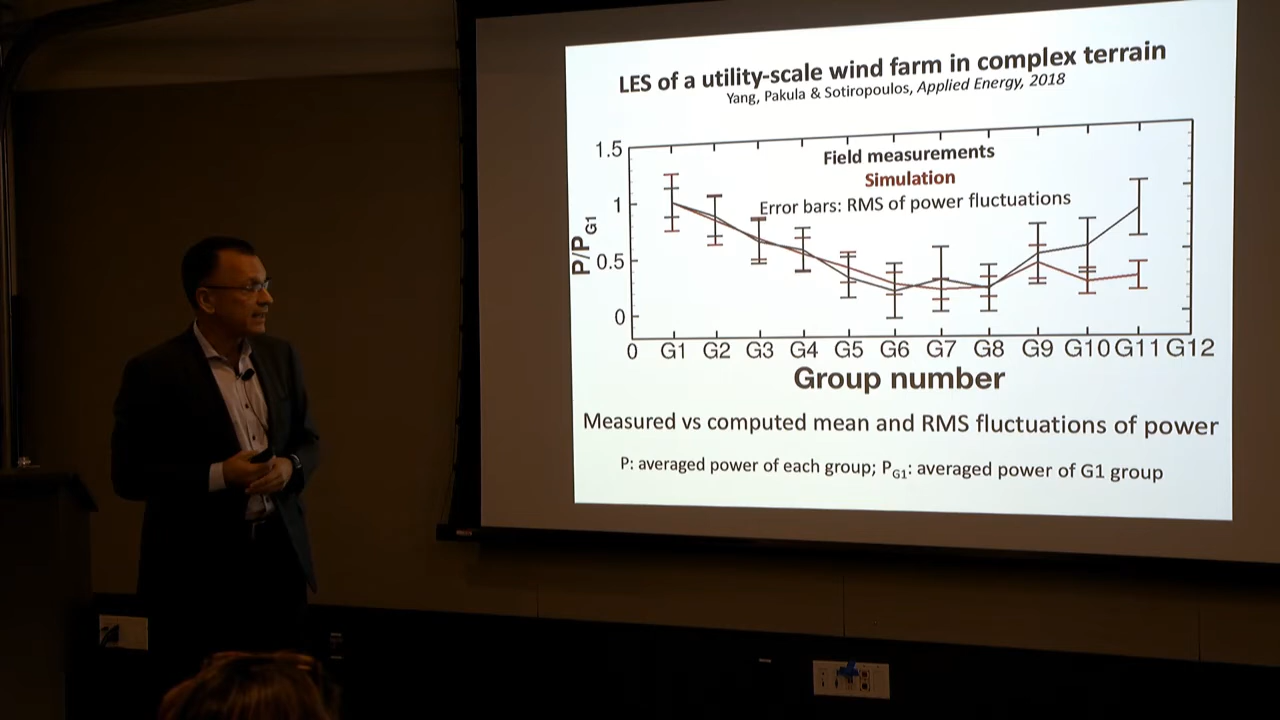 LES of a utility-scale wind farm in complex terrain
Yang, Pakula & Sotiropoulos, Applied Energy, 2018
1.5
1
0.5
0
P/PG1
Field measurements
Simulation
Error bars: RMS of power fluctuations
0 G1 G2 G3 G4 G5 G6 G7 G8 G9 G10 G11 G12
Group number
Measured vs computed mean and RMS fluctuations of power
P: averaged power of each group; PG1: averaged power of G1 group